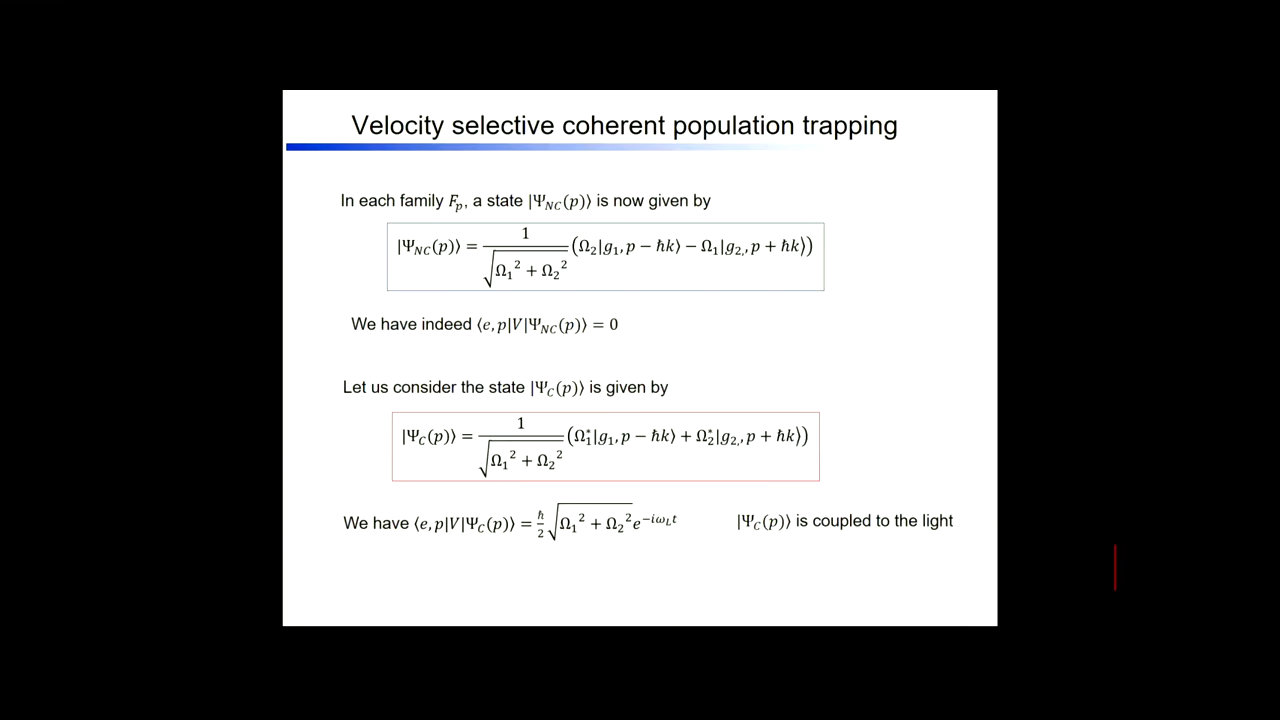 Velocity selective coherent population trapping
In each family Fₚ, a state |Ψ_NC(p)⟩ is now given by
|Ψ_NC(p)⟩ = 1/√(Ω₁² + Ω₂²) (Ω₂|g₁, p − ħk⟩ − Ω₁|g₂,, p + ħk⟩)
We have indeed ⟨e, p|V|Ψ_NC(p)⟩ = 0
Let us consider the state |Ψ_C(p)⟩ is given by
|Ψ_C(p)⟩ = 1/√(Ω₁² + Ω₂²) (Ω₁*|g₁, p − ħk⟩ + Ω₂*|g₂,, p + ħk⟩)
We have ⟨e, p|V|Ψ_C(p)⟩ = ħ/2 √(Ω₁² + Ω₂²) e^(−iω_L t) |Ψ_C(p)⟩ is coupled to the light